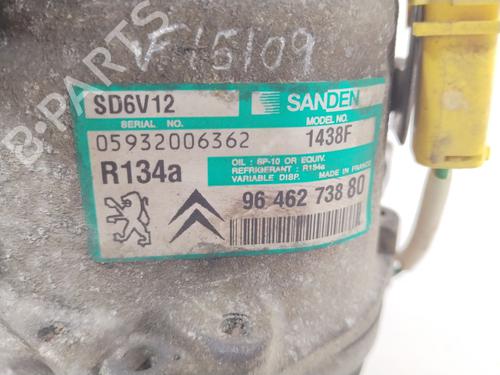 B-PARTS
F15109
SD6V12
SANDEN
SERIAL NO.
MODEL NO.
05932006362
1438F
R134a
OIL : SP-10 OR EQUIV.
REFRIGERANT : R134a
VARIABLE DISP. MADE IN FRANCE
96 462 738 80